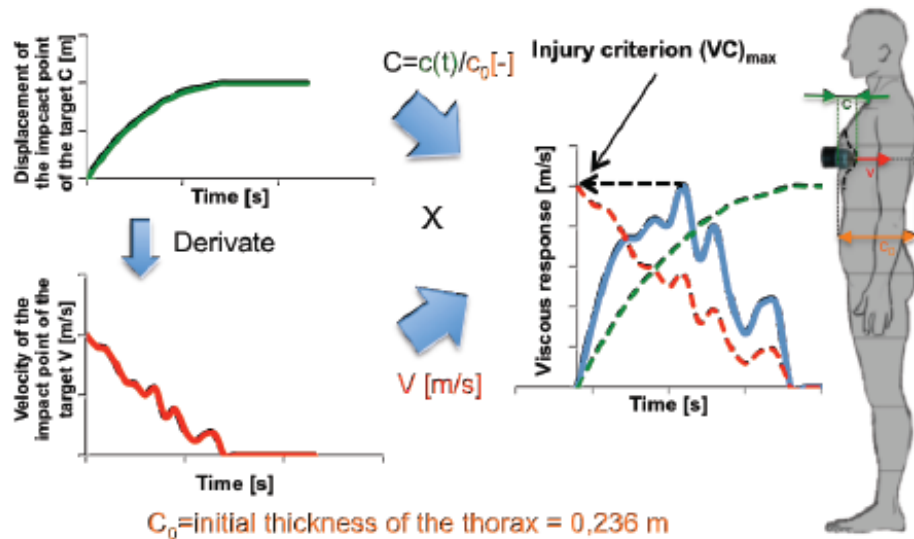 Displacement of
the impcact point
of the target C [m]
Time [s]
C=c(t)/c₀[-]
Injury criterion (VC)max
Derivate
X
Velocity of the
impact point of the
target V [m/s]
Time [s]
V [m/s]
Viscous response [m/s]
Time [s]
C
V
C₀
C₀=initial thickness of the thorax = 0,236 m